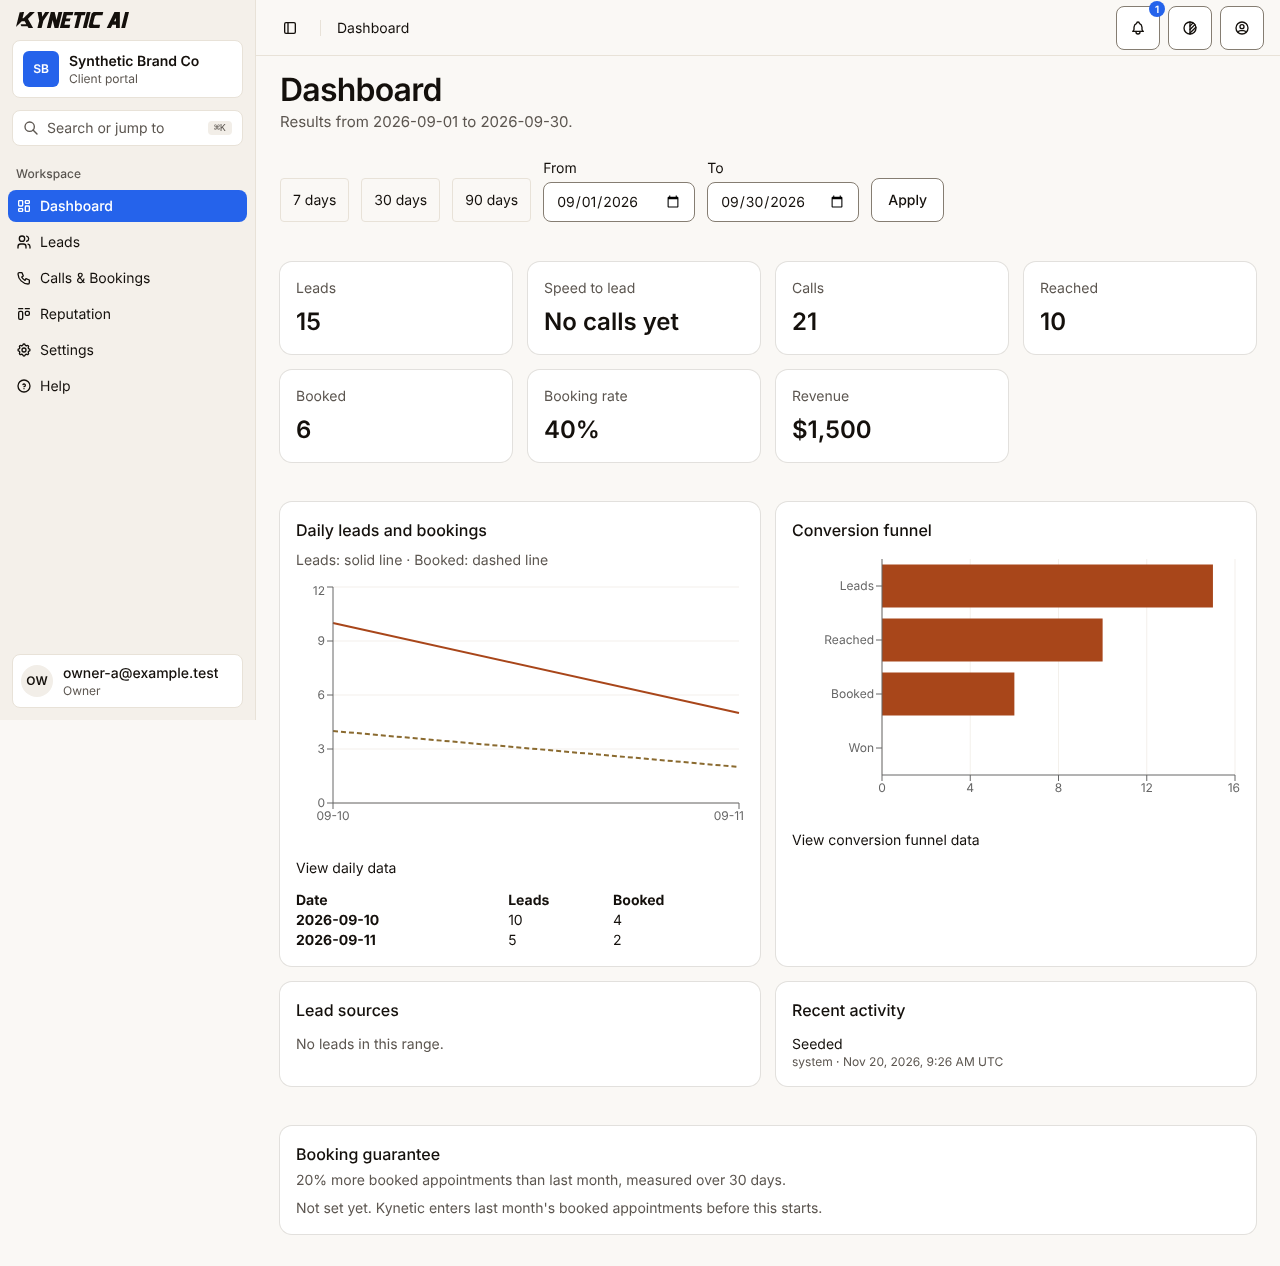 KYNETIC AI
SB
Synthetic Brand Co
Client portal
Search or jump to
⌘K
Workspace
Dashboard
Leads
Calls & Bookings
Reputation
Settings
Help
OW
owner-a@example.test
Owner
Dashboard
1
Dashboard
Results from 2026-09-01 to 2026-09-30.
From
To
7 days
30 days
90 days
09/01/2026
09/30/2026
Apply
Leads
15
Speed to lead
No calls yet
Calls
21
Reached
10
Booked
6
Booking rate
40%
Revenue
$1,500
Daily leads and bookings
Leads: solid line · Booked: dashed line
12
9
6
3
0
09-10
09-11
View daily data
Date Leads Booked
2026-09-10 10 4
2026-09-11 5 2
Conversion funnel
Leads
Reached
Booked
Won
0 4 8 12 16
View conversion funnel data
Lead sources
No leads in this range.
Recent activity
Seeded
system · Nov 20, 2026, 9:26 AM UTC
Booking guarantee
20% more booked appointments than last month, measured over 30 days.
Not set yet. Kynetic enters last month's booked appointments before this starts.